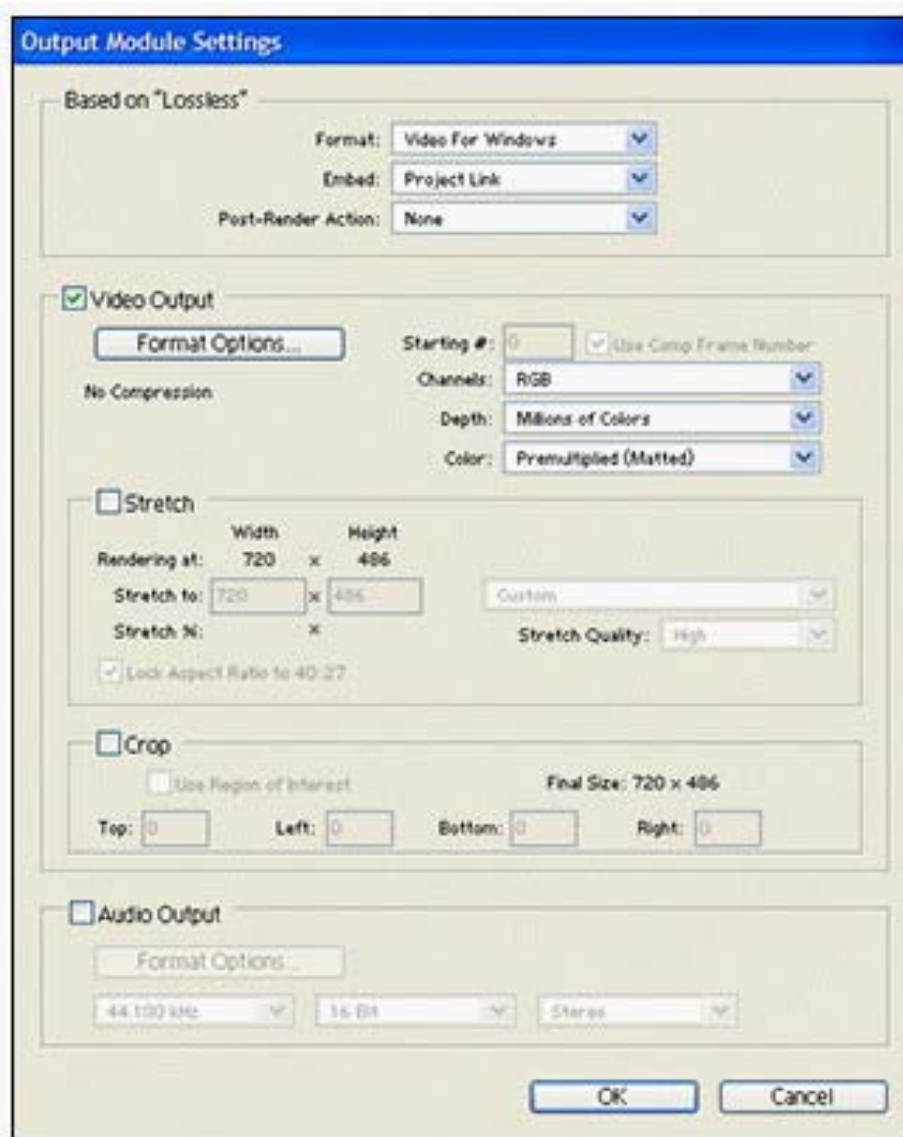 Output Module Settings
Based on "Lossless"
Format: Video For Windows
Embed: Project Link
Post-Render Action: None
Video Output
Format Options...
Starting #: 0 Use Comp Frame Number
No Compression
Channels: RGB
Depth: Millions of Colors
Color: Premultiplied (Matted)
Stretch
Width Height
Rendering at: 720 x 486
Stretch to: 720 x 486 Custom
Stretch %: x Stretch Quality: High
Lock Aspect Ratio to 40:27
Crop
Use Region of Interest Final Size: 720 x 486
Top: 0 Left: 0 Bottom: 0 Right: 0
Audio Output
Format Options...
44.100 kHz 16 Bit Stereo
OK Cancel